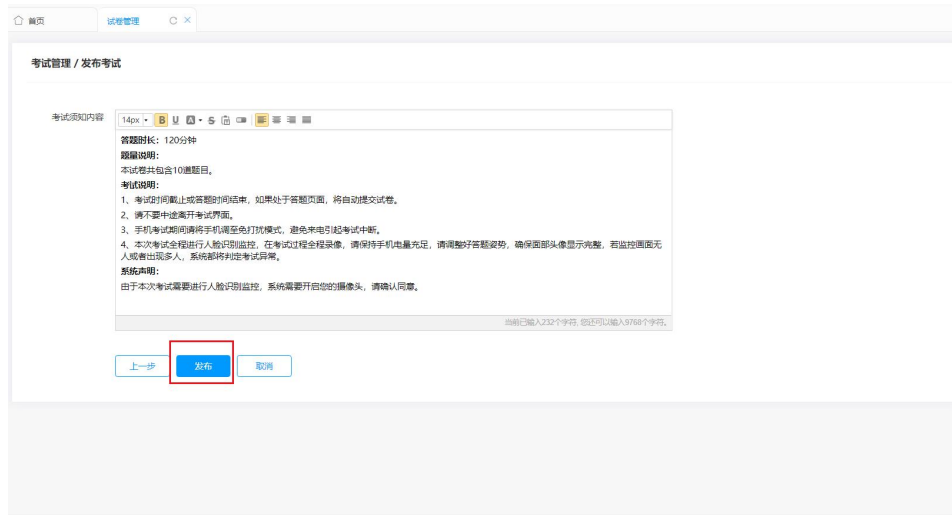 首页
试卷管理
考试管理 / 发布考试
考试须知内容
14px B U A S
答题时长：120分钟
题量说明：
本试卷共包含10道题目。
考试说明：
1、考试时间截止或答题时间结束，如果处于答题页面，将自动提交试卷。
2、请不要中途离开考试界面。
3、手机考试期间请将手机调至免打扰模式，避免来电引起考试中断。
4、本次考试全程进行人脸识别监控，在考试过程全程录像，请保持手机电量充足，请调整好答题姿势，确保面部头像显示完整，若监控画面无
人或者出现多人，系统都将判定考试异常。
系统声明：
由于本次考试需要进行人脸识别监控，系统需要开启您的摄像头，请确认同意。
当前已输入232个字符, 您还可以输入9768个字符。
上一步
发布
取消